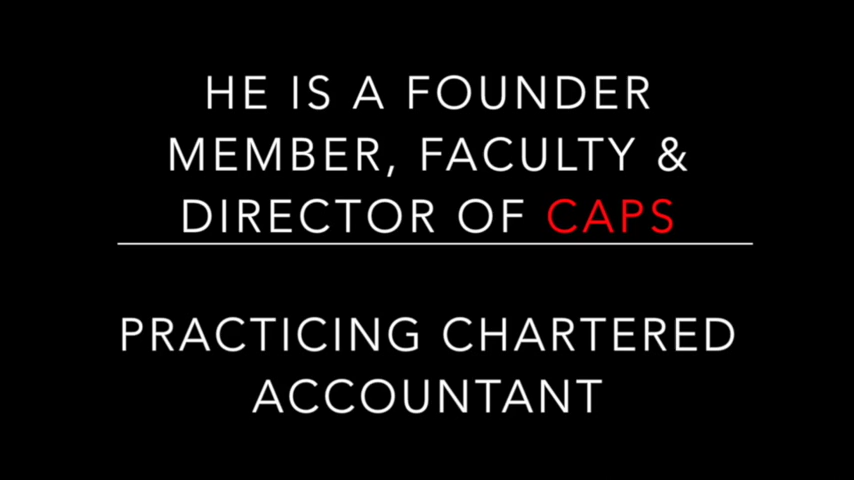 HE IS A FOUNDER
MEMBER, FACULTY &
DIRECTOR OF CAPS
PRACTICING CHARTERED
ACCOUNTANT